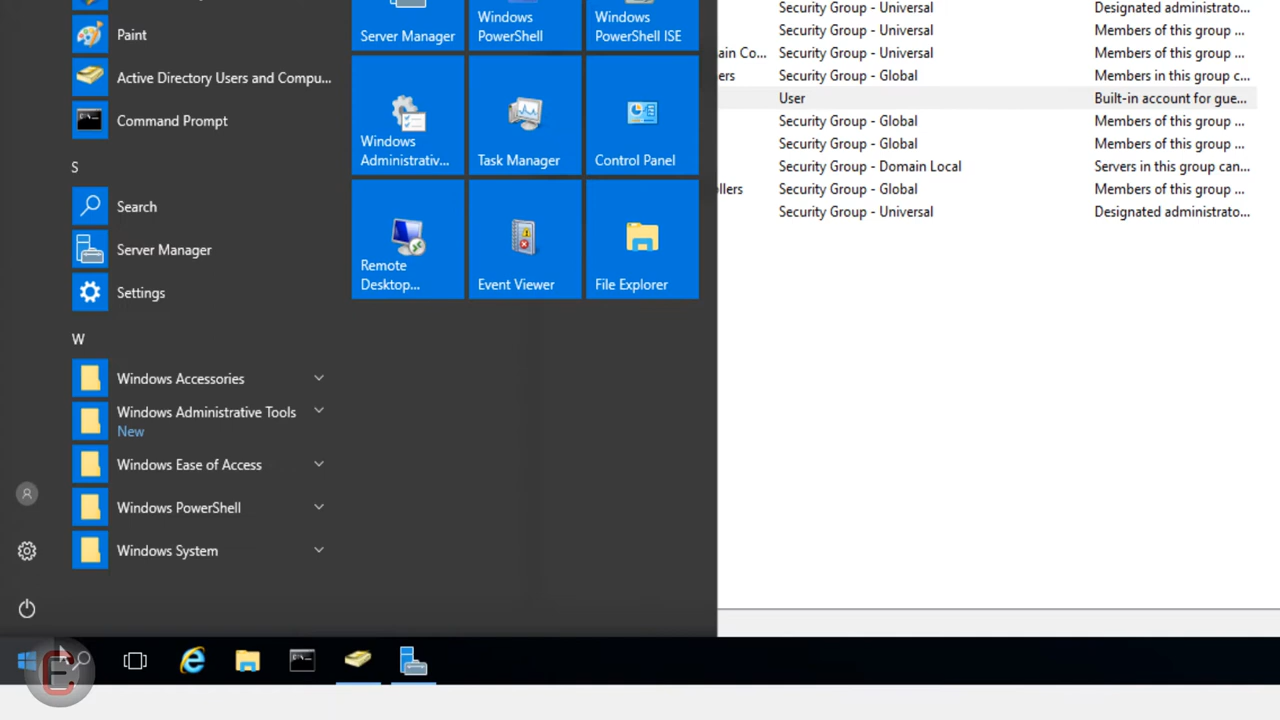 Paint
Active Directory Users and Compu...
Command Prompt
S
Search
Server Manager
Settings
W
Windows Accessories
Windows Administrative Tools
New
Windows Ease of Access
Windows PowerShell
Windows System
Server Manager
Windows
PowerShell
Windows
PowerShell ISE
Windows
Administrativ...
Task Manager
Control Panel
Remote
Desktop...
Event Viewer
File Explorer
Security Group - Universal Designated administrato...
Security Group - Universal Members of this group ...
ain Co... Security Group - Universal Members of this group ...
ers Security Group - Global Members in this group c...
User Built-in account for gue...
Security Group - Global Members of this group ...
Security Group - Global Members of this group ...
Security Group - Domain Local Servers in this group can...
llers Security Group - Global Members of this group ...
Security Group - Universal Designated administrato...